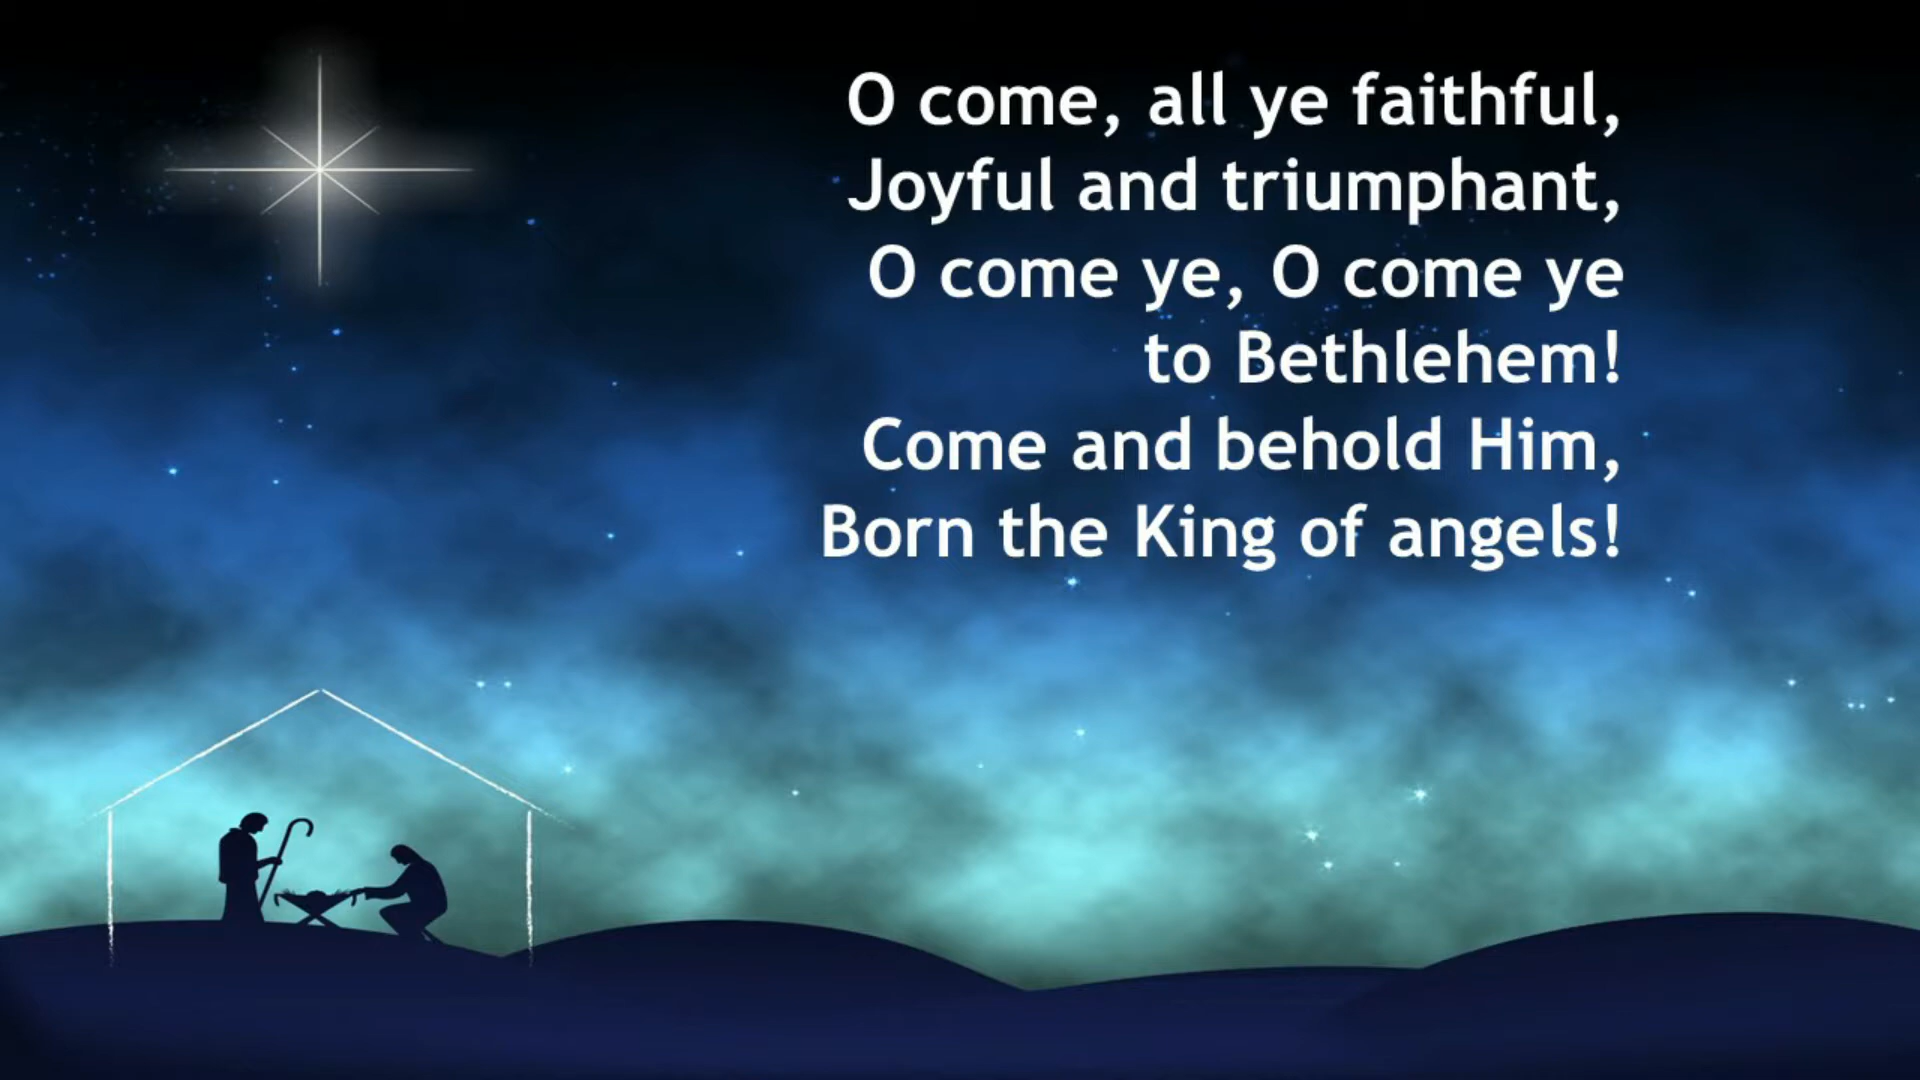 O come, all ye faithful,
Joyful and triumphant,
O come ye, O come ye
to Bethlehem!
Come and behold Him,
Born the King of angels!